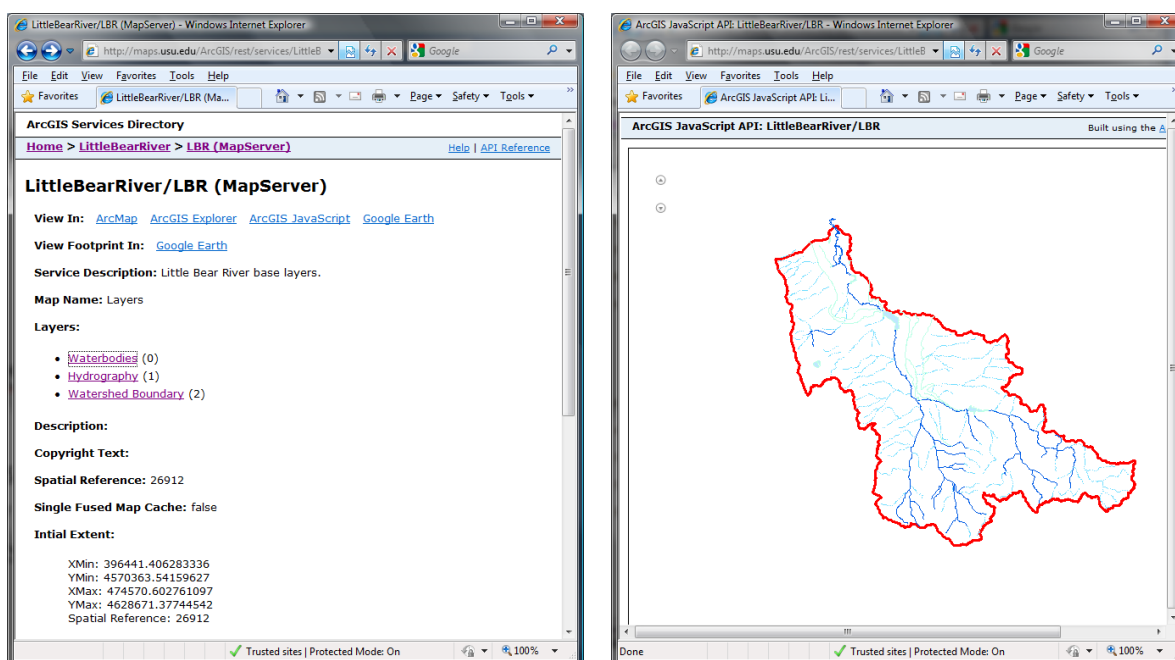 LittleBearRiver/LBR (MapServer) - Windows Internet Explorer
http://maps.usu.edu/ArcGIS/rest/services/LittleB
Google
File Edit View Favorites Tools Help
Favorites LittleBearRiver/LBR (Ma... Page Safety Tools »
ArcGIS Services Directory
Home > LittleBearRiver > LBR (MapServer) Help | API Reference
LittleBearRiver/LBR (MapServer)
View In: ArcMap ArcGIS Explorer ArcGIS JavaScript Google Earth
View Footprint In: Google Earth
Service Description: Little Bear River base layers.
Map Name: Layers
Layers:
• Waterbodies (0)
• Hydrography (1)
• Watershed Boundary (2)
Description:
Copyright Text:
Spatial Reference: 26912
Single Fused Map Cache: false
Intial Extent:
XMin: 396441.406283336
YMin: 4570363.54159627
XMax: 474570.602761097
YMax: 4628671.37744542
Spatial Reference: 26912
Trusted sites | Protected Mode: On 100%
ArcGIS JavaScript API: LittleBearRiver/LBR - Windows Internet Explorer
http://maps.usu.edu/ArcGIS/rest/services/LittleB
Google
File Edit View Favorites Tools Help
Favorites ArcGIS JavaScript API: Li... Page Safety Tools »
ArcGIS JavaScript API: LittleBearRiver/LBR Built using the A
Done Trusted sites | Protected Mode: On 100%